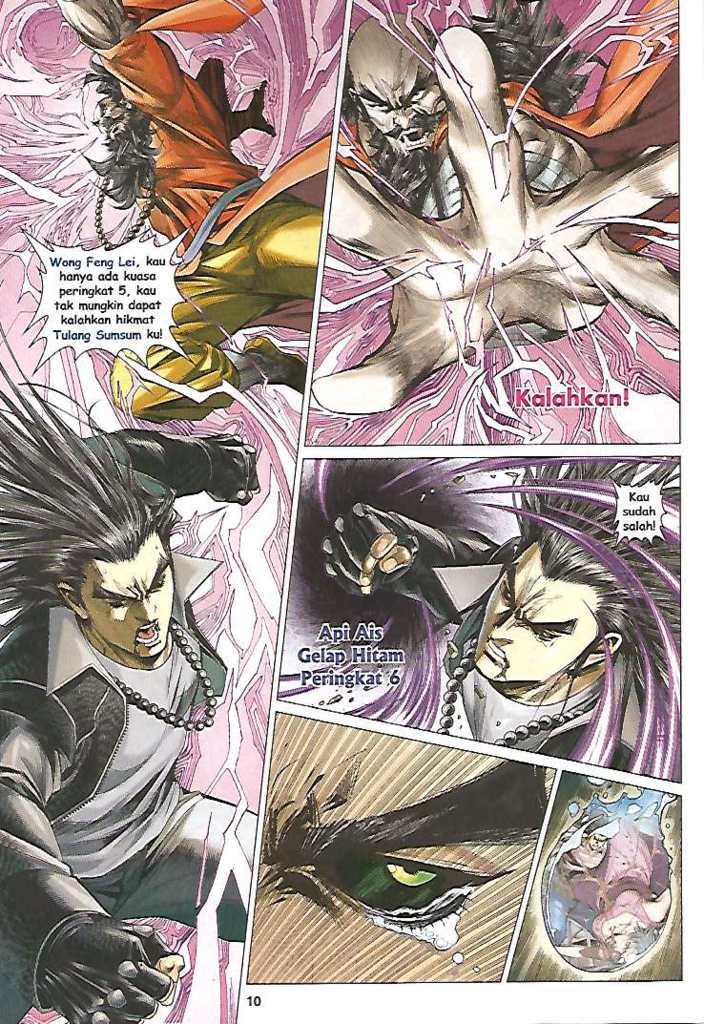 Wong Feng Lei, kau
hanya ada kuasa
peringkat 5, kau
tak mungkin dapat
kalahkan hikmat
Tulang Sumsum ku!
Kalahkan!
Kau
sudah
salah!
Api Ais
Gelap Hitam
Peringkat 6
10